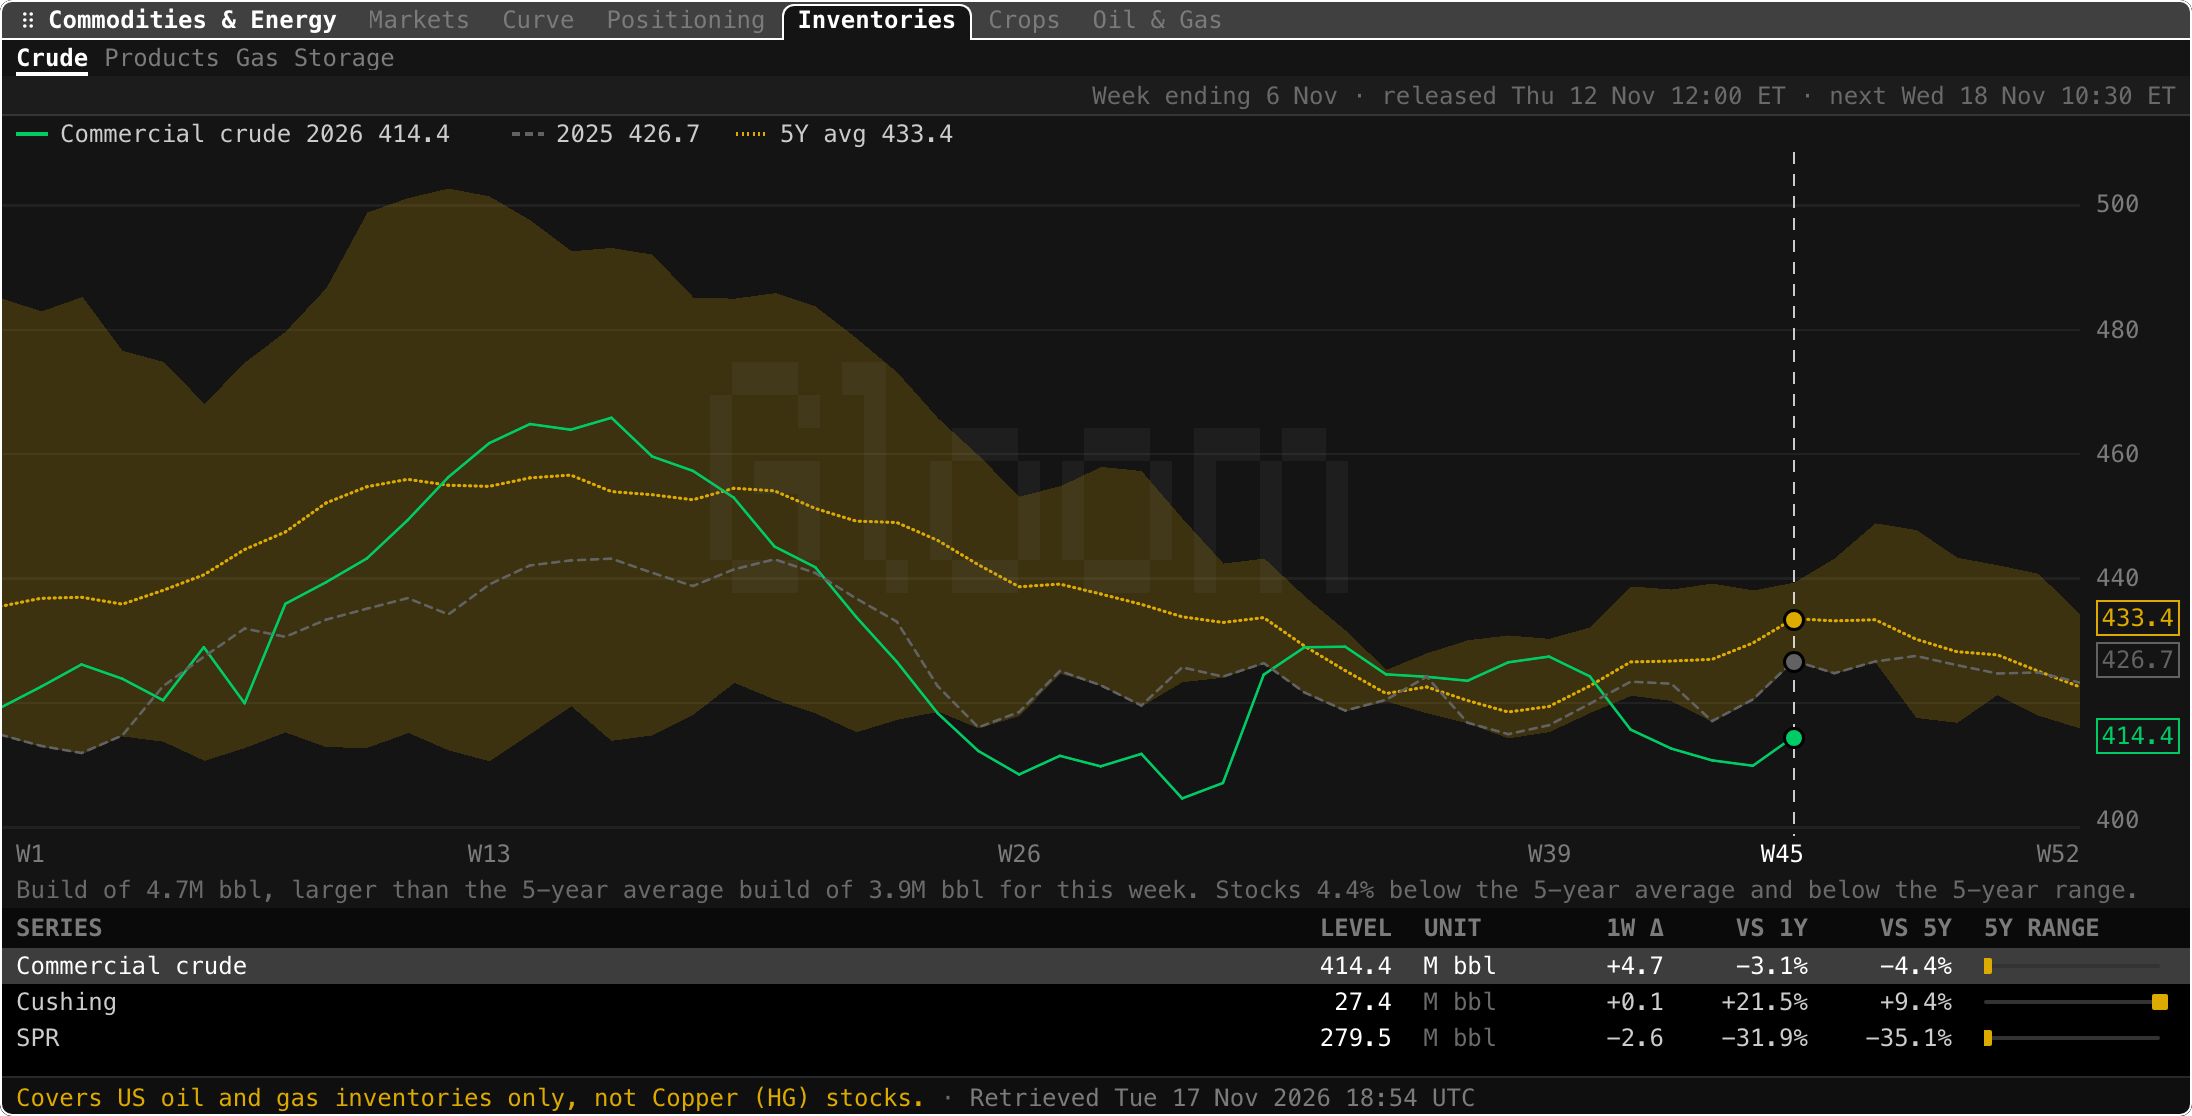 ⠿ Commodities & Energy Markets Curve Positioning Inventories Crops Oil & Gas
Crude Products Gas Storage
Week ending 6 Nov · released Thu 12 Nov 12:00 ET · next Wed 18 Nov 10:30 ET
Commercial crude 2026 414.4 2025 426.7 5Y avg 433.4
500
480
460
440
433.4
426.7
414.4
400
W1 W13 W26 W39 W45 W52
Build of 4.7M bbl, larger than the 5−year average build of 3.9M bbl for this week. Stocks 4.4% below the 5−year average and below the 5−year range.
SERIES LEVEL UNIT 1W Δ VS 1Y VS 5Y 5Y RANGE
Commercial crude 414.4 M bbl +4.7 −3.1% −4.4%
Cushing 27.4 M bbl +0.1 +21.5% +9.4%
SPR 279.5 M bbl −2.6 −31.9% −35.1%
Covers US oil and gas inventories only, not Copper (HG) stocks. · Retrieved Tue 17 Nov 2026 18:54 UTC